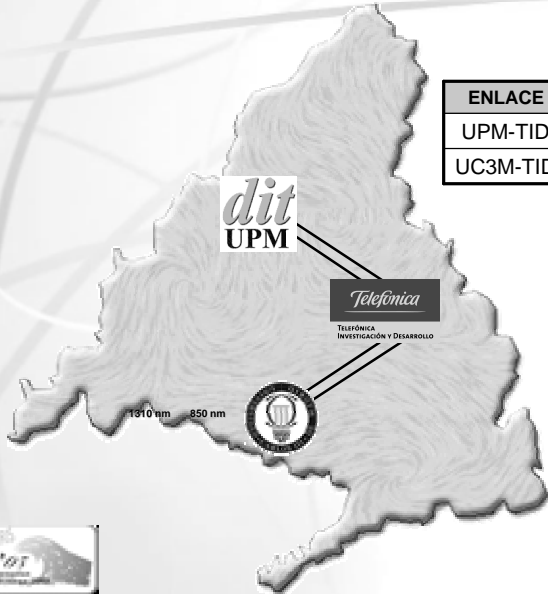 ENLACE
UPM-TID
UC3M-TID
dit
UPM
Telefónica
TELEFÓNICA
INVESTIGACIÓN Y DESARROLLO
1310 nm 850 nm